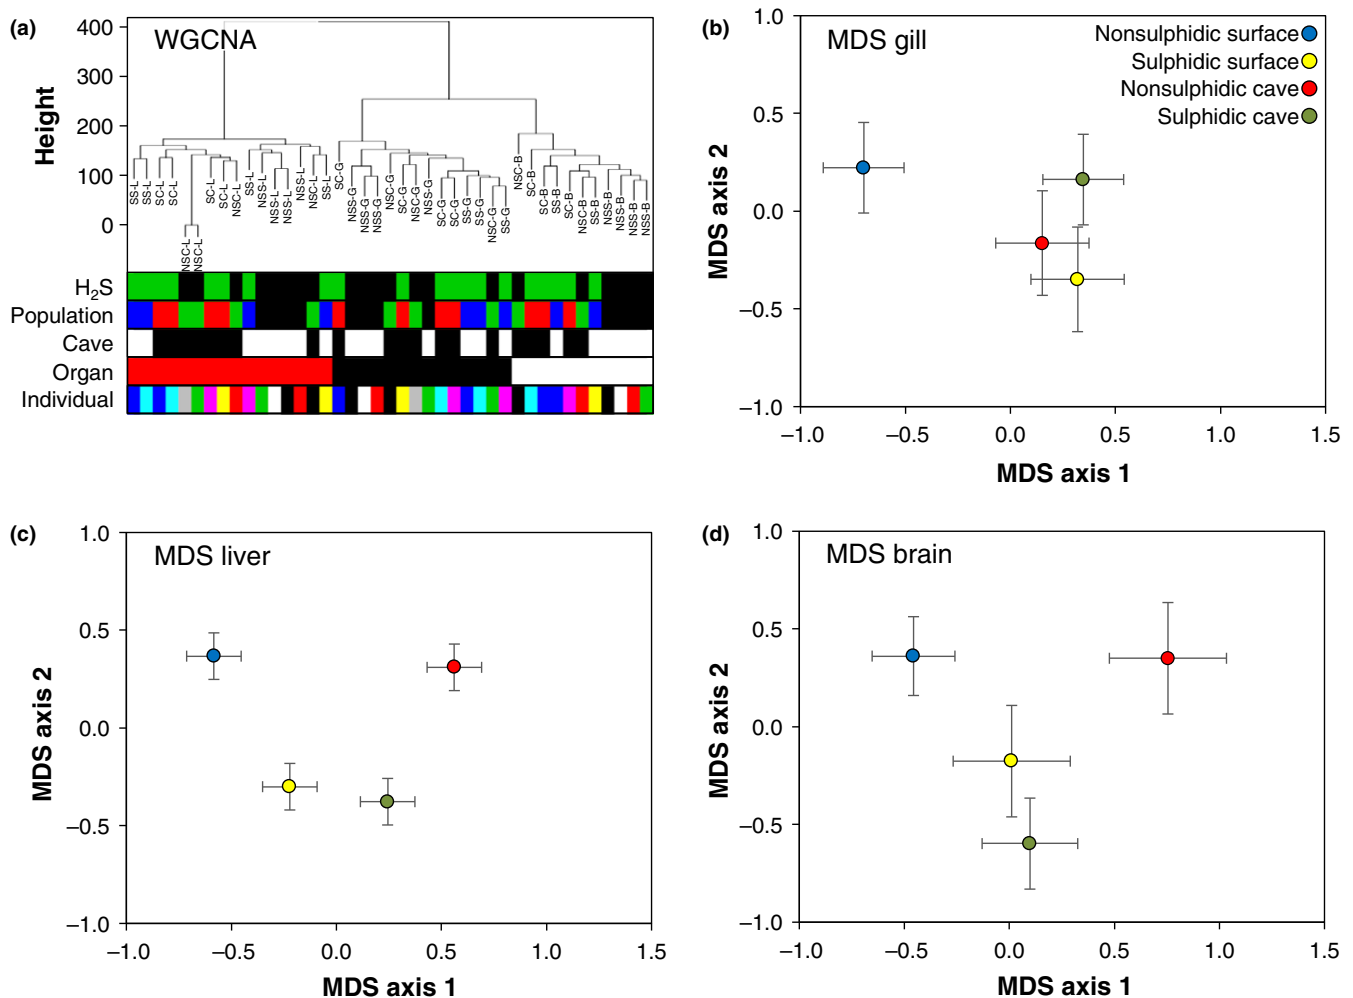 (a)
WGCNA
Height
400
300
200
100
0
SS-L SS-L SC-L SC-L NSC-L NSC-L SC-L SC-L NSC-L SS-L NSS-L NSS-L NSS-L NSS-L NSC-L SS-L SC-G NSS-G NSS-G NSS-G NSC-G SC-G NSC-G NSS-G SC-G SC-G SS-G SS-G NSC-G SS-G NSC-B SC-B SC-B SS-B SC-B NSC-B SS-B NSS-B NSS-B NSS-B NSS-B
H2S
Population
Cave
Organ
Individual
(b)
MDS gill
Nonsulphidic surface
Sulphidic surface
Nonsulphidic cave
Sulphidic cave
MDS axis 2
1.0
0.5
0.0
−0.5
−1.0
−1.0 −0.5 0.0 0.5 1.0 1.5
MDS axis 1
(c)
MDS liver
MDS axis 2
1.0
0.5
0.0
−0.5
−1.0
−1.0 −0.5 0.0 0.5 1.0 1.5
MDS axis 1
(d)
MDS brain
MDS axis 2
1.0
0.5
0.0
−0.5
−1.0
−1.0 −0.5 0.0 0.5 1.0 1.5
MDS axis 1